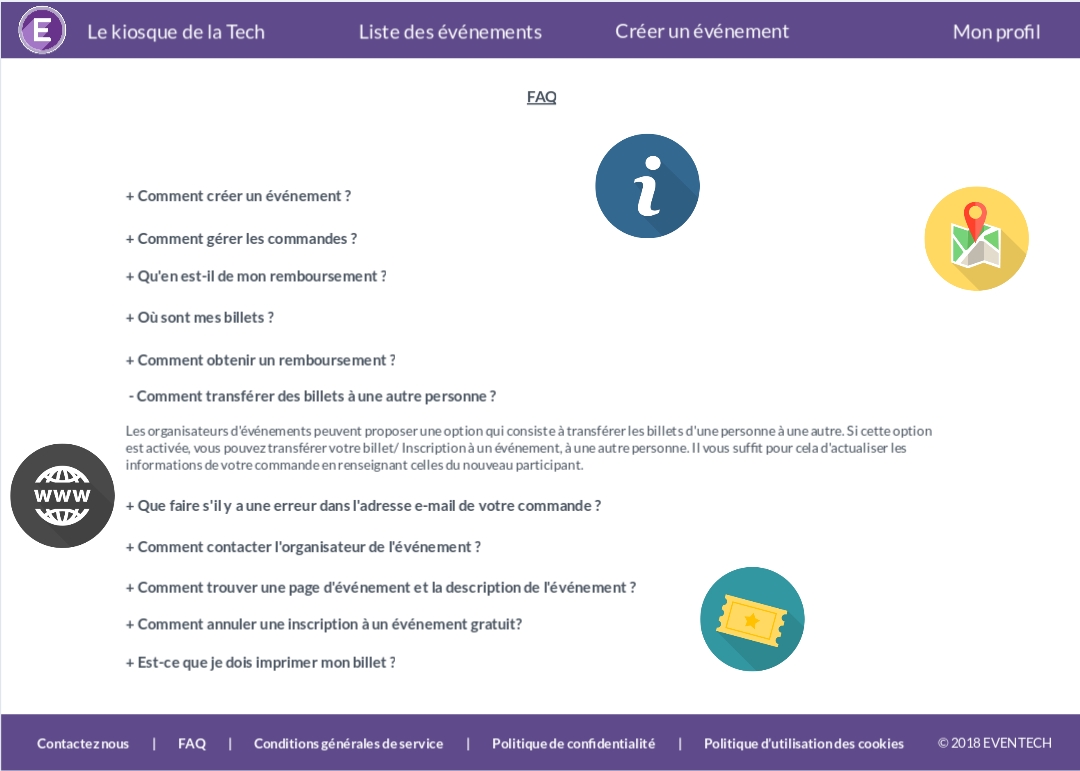 E
Le kiosque de la Tech
Liste des événements
Créer un événement
Mon profil
FAQ
+ Comment créer un événement ?
+ Comment gérer les commandes ?
+ Qu'en est-il de mon remboursement ?
+ Où sont mes billets ?
+ Comment obtenir un remboursement ?
- Comment transférer des billets à une autre personne ?
Les organisateurs d'événements peuvent proposer une option qui consiste à transférer les billets d'une personne à une autre. Si cette option
est activée, vous pouvez transférer votre billet/ Inscription à un événement, à une autre personne. Il vous suffit pour cela d'actualiser les
informations de votre commande en renseignant celles du nouveau participant.
www
+ Que faire s'il y a une erreur dans l'adresse e-mail de votre commande ?
+ Comment contacter l'organisateur de l'événement ?
+ Comment trouver une page d'événement et la description de l'événement ?
+ Comment annuler une inscription à un événement gratuit?
+ Est-ce que je dois imprimer mon billet ?
Contactez nous | FAQ | Conditions générales de service | Politique de confidentialité | Politique d'utilisation des cookies © 2018 EVENTECH